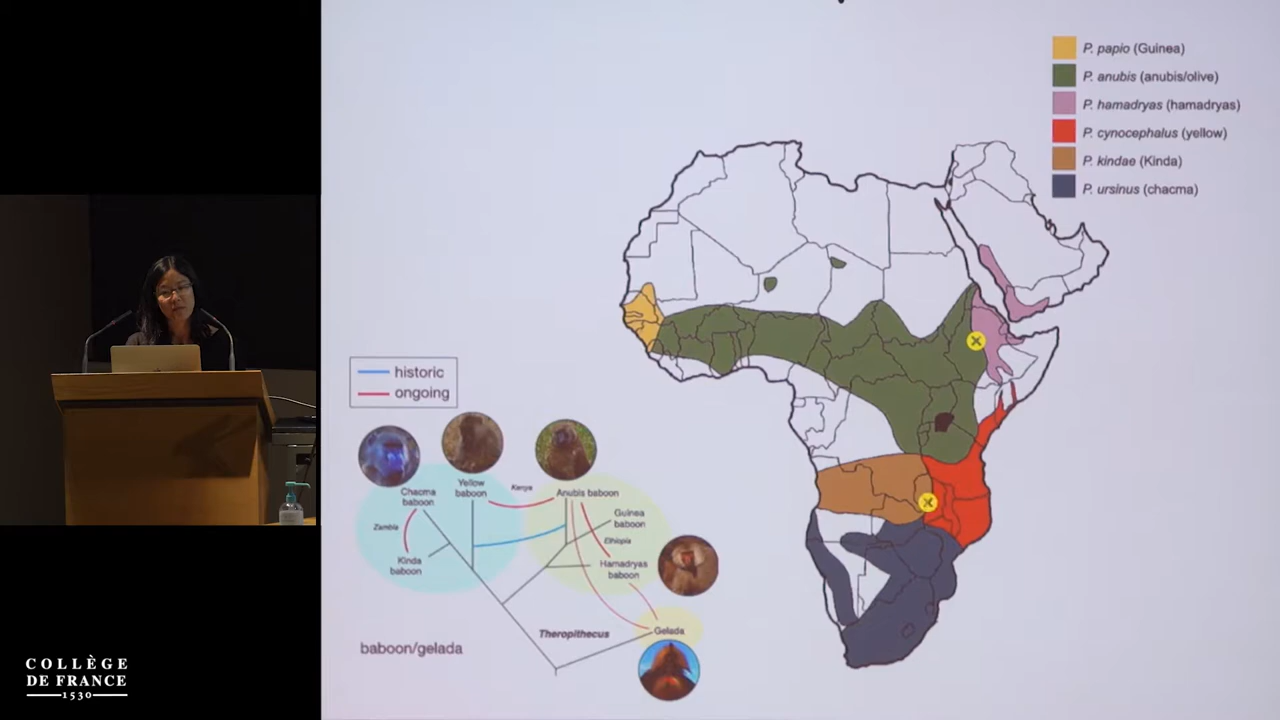 P. papio (Guinea)
P. anubis (anubis/olive)
P. hamadryas (hamadryas)
P. cynocephalus (yellow)
P. kindae (Kinda)
P. ursinus (chacma)
historic
ongoing
Chacma
baboon
Yellow
baboon
Kenya
Anubis baboon
Guinea
baboon
Zambia
Ethiopia
Kinda
baboon
Hamadryas
baboon
Theropithecus
Gelada
baboon/gelada
COLLÈGE
DE FRANCE
1530